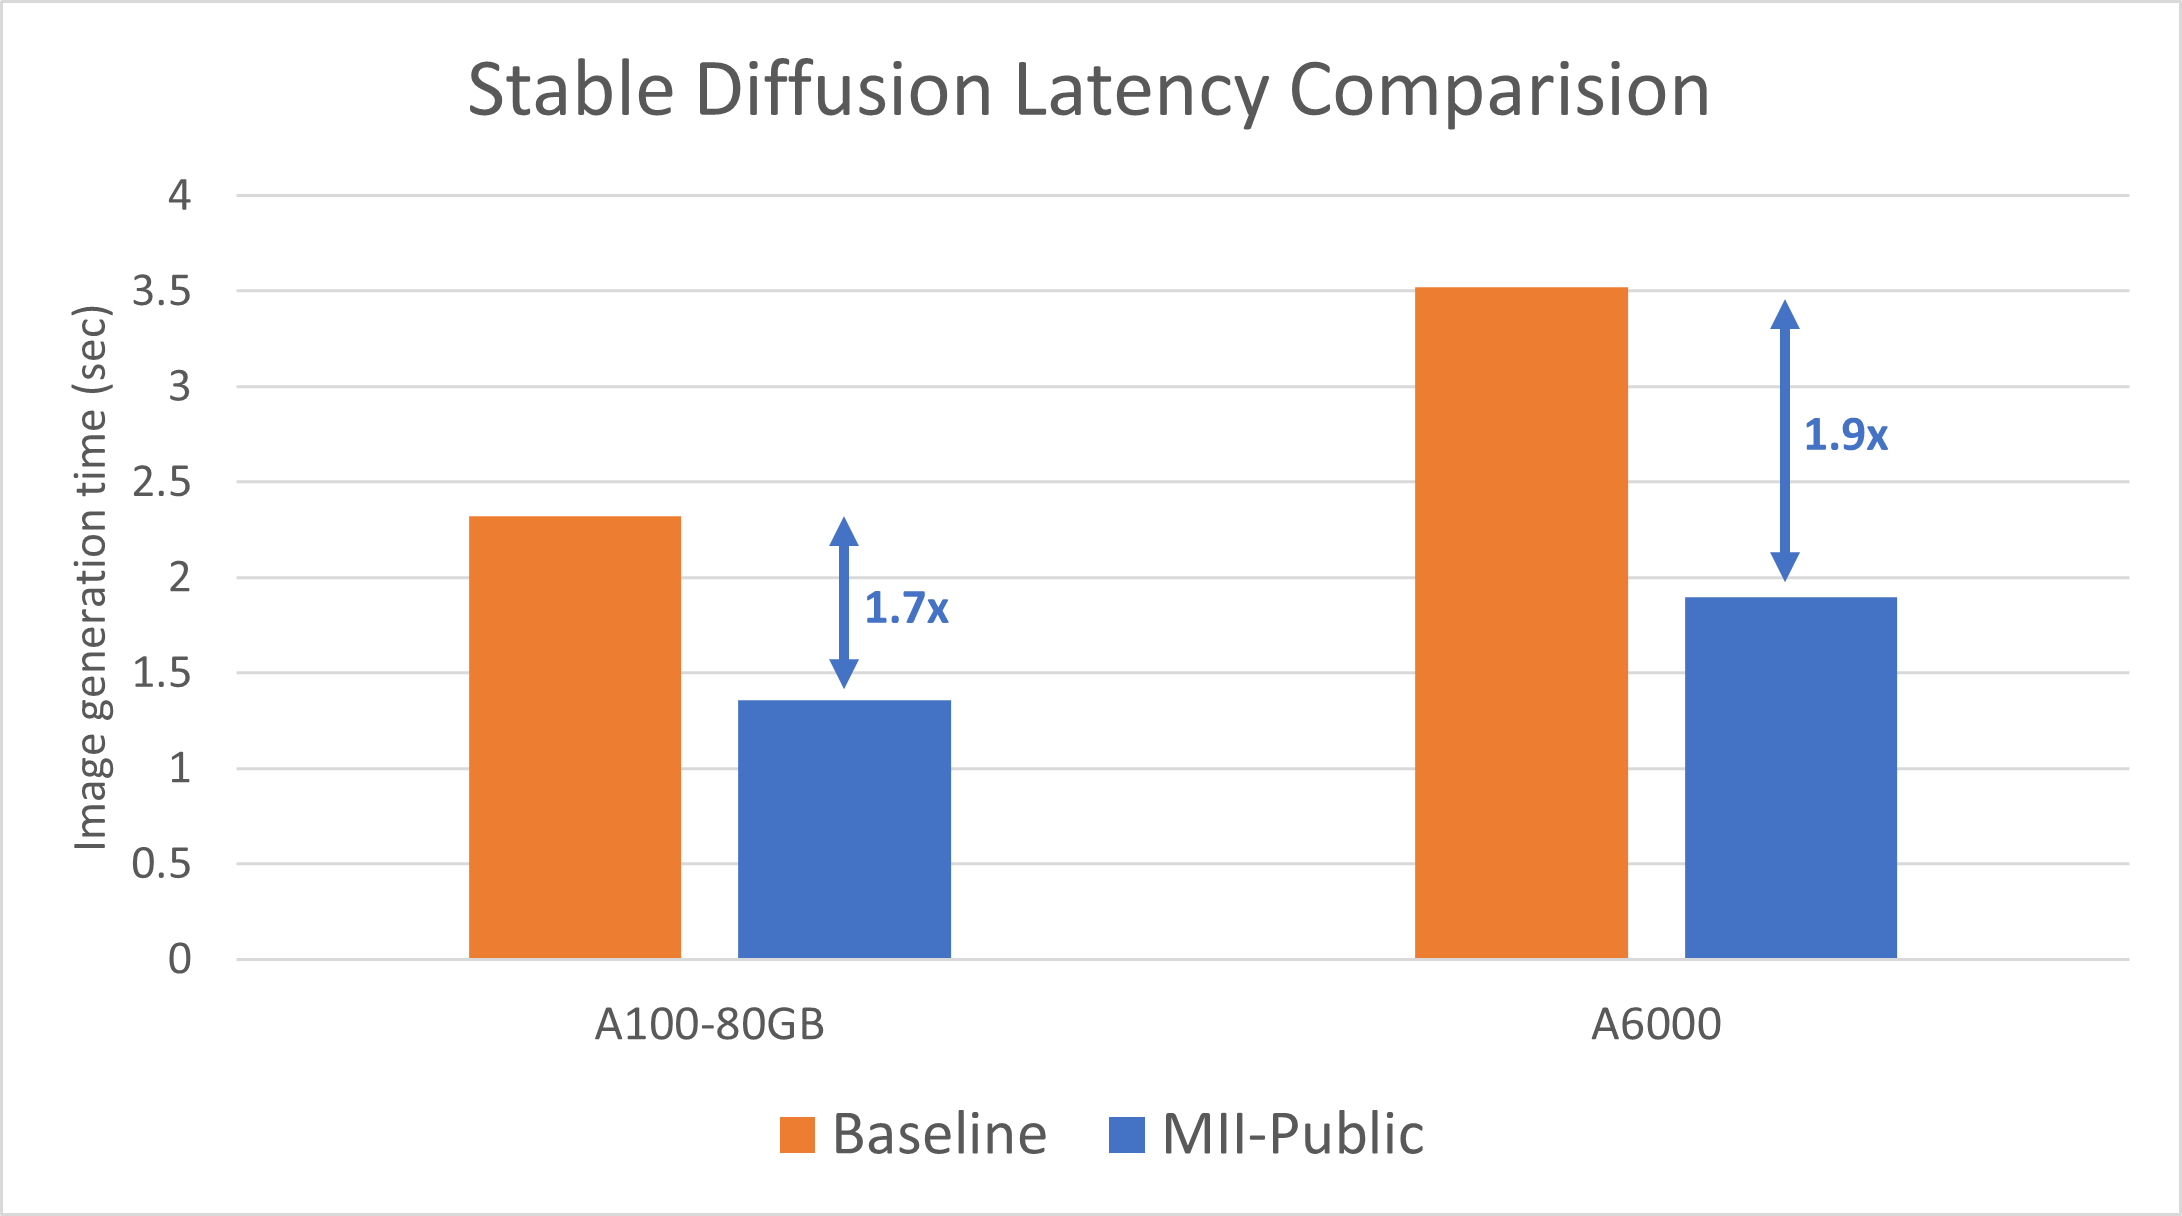 Stable Diffusion Latency Comparision
Image generation time (sec)
4
3.5
3
2.5
2
1.5
1
0.5
0
1.7x
1.9x
A100-80GB
A6000
Baseline
MII-Public